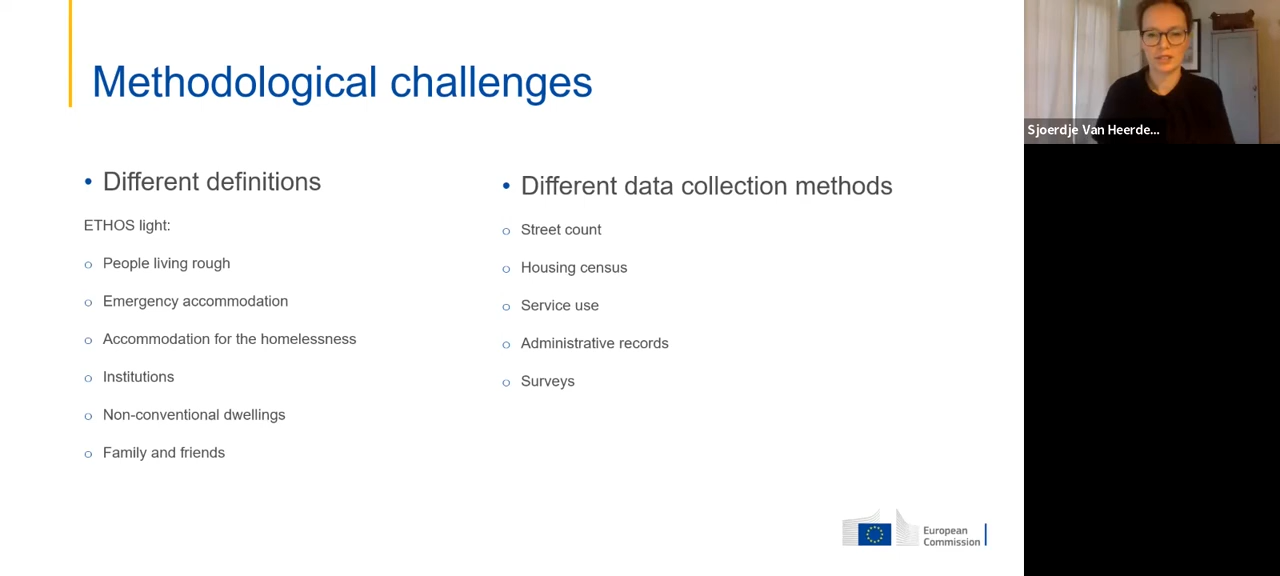 Methodological challenges
• Different definitions
ETHOS light:
o People living rough
o Emergency accommodation
o Accommodation for the homelessness
o Institutions
o Non-conventional dwellings
o Family and friends
• Different data collection methods
o Street count
o Housing census
o Service use
o Administrative records
o Surveys
European
Commission
Sjoerdje Van Heerde...